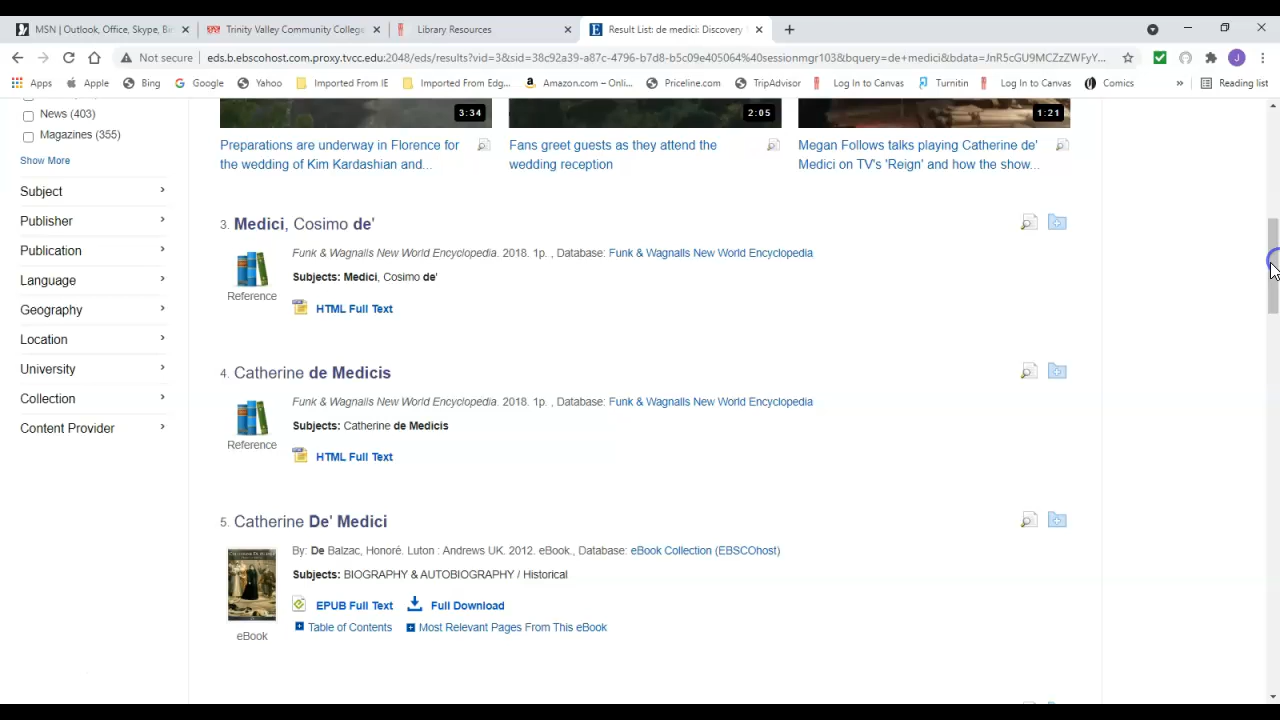 MSN | Outlook, Office, Skype, Bin
Trinity Valley Community College
Library Resources
Result List: de medici: Discovery
Not secure
eds.b.ebscohost.com.proxy.tvcc.edu:2048/eds/results?vid=3&sid=38c92a39-a87c-4796-b7d8-b5c09e405064%40sessionmgr103&bquery=de+medici&bdata=JnR5cGU9MCZzZWFyY...
J
Apps
Apple
Bing
Google
Yahoo
Imported From IE
Imported From Edg...
Amazon.com – Onli...
Priceline.com
TripAdvisor
Log In to Canvas
Turnitin
Log In to Canvas
Comics
»
Reading list
News (403)
Magazines (355)
Show More
Subject
Publisher
Publication
Language
Geography
Location
University
Collection
Content Provider
3:34
2:05
1:21
Preparations are underway in Florence for
the wedding of Kim Kardashian and...
Fans greet guests as they attend the
wedding reception
Megan Follows talks playing Catherine de'
Medici on TV's 'Reign' and how the show...
3. Medici, Cosimo de'
Funk & Wagnalls New World Encyclopedia. 2018. 1p. , Database: Funk & Wagnalls New World Encyclopedia
Subjects: Medici, Cosimo de'
Reference
HTML Full Text
4. Catherine de Medicis
Funk & Wagnalls New World Encyclopedia. 2018. 1p. , Database: Funk & Wagnalls New World Encyclopedia
Subjects: Catherine de Medicis
Reference
HTML Full Text
5. Catherine De' Medici
By: De Balzac, Honoré. Luton : Andrews UK. 2012. eBook., Database: eBook Collection (EBSCOhost)
Subjects: BIOGRAPHY & AUTOBIOGRAPHY / Historical
EPUB Full Text
Full Download
Table of Contents
Most Relevant Pages From This eBook
eBook